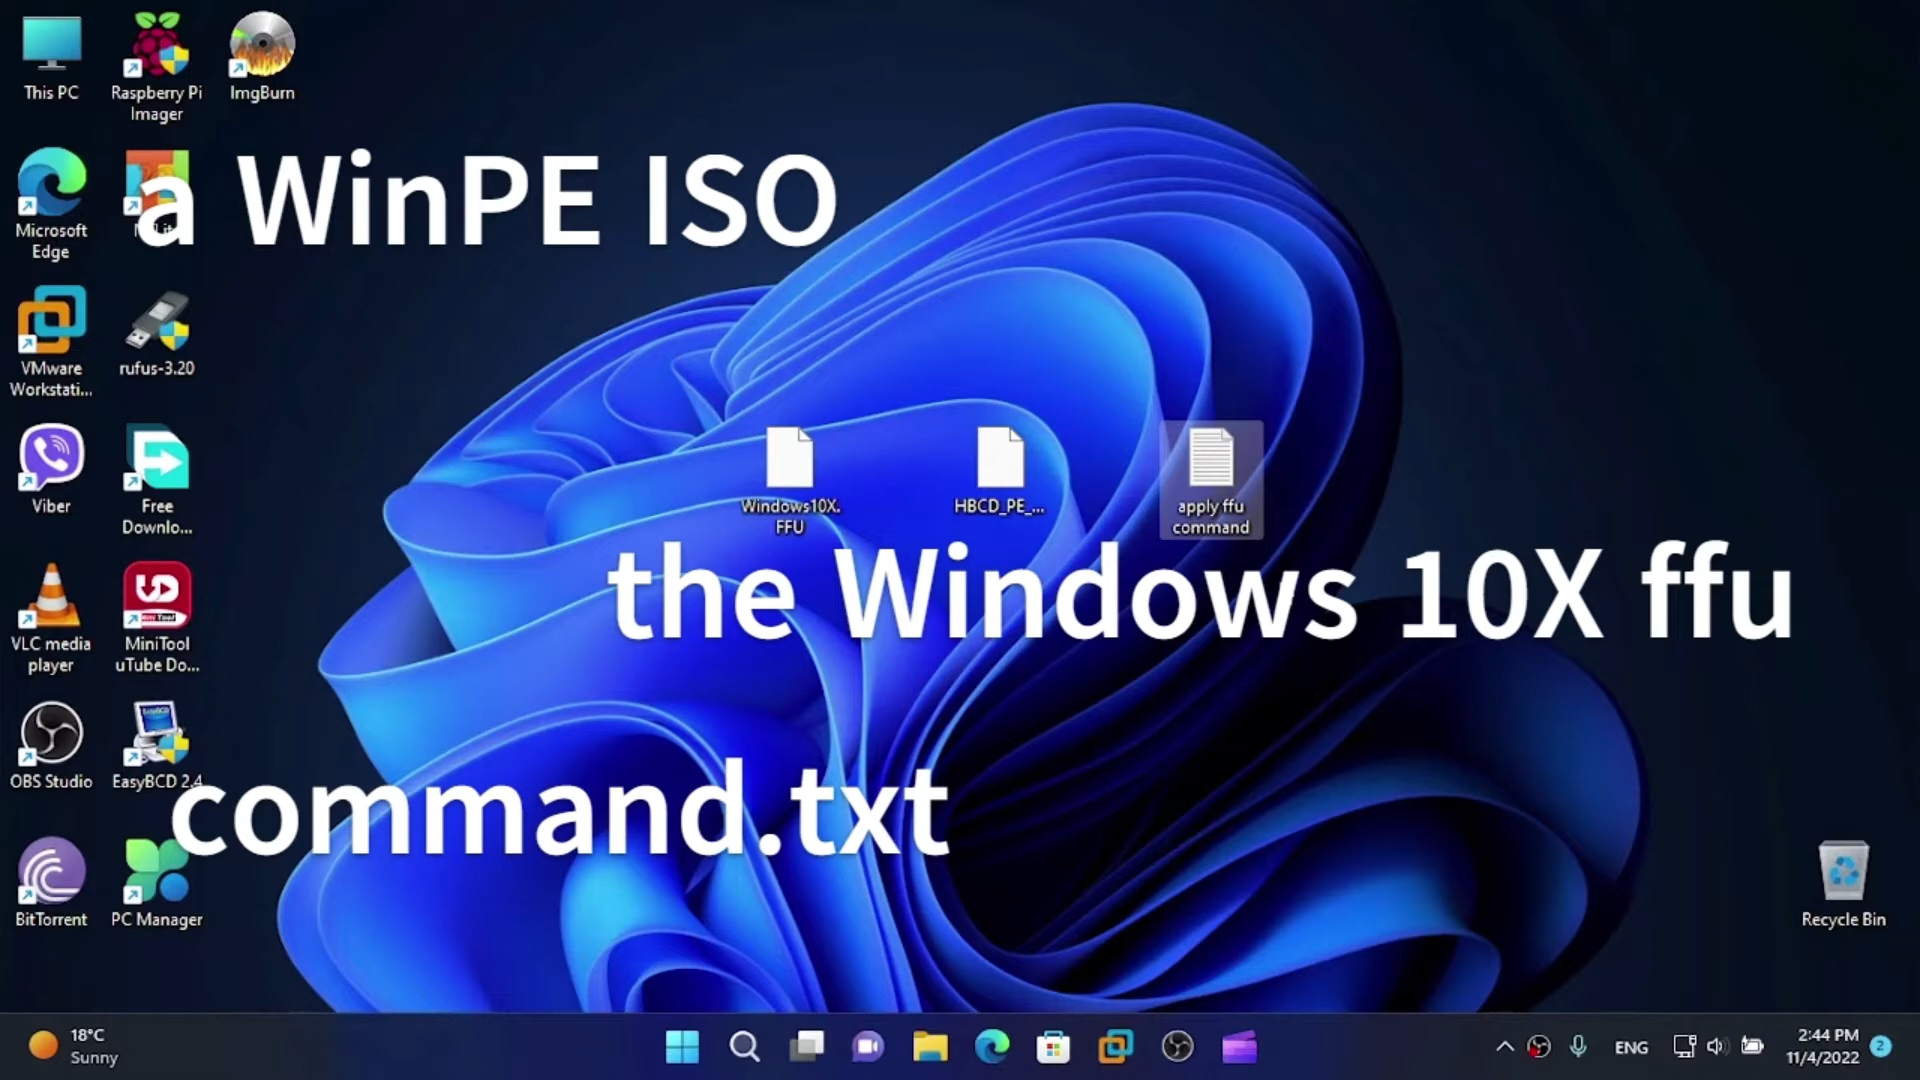 This PC
Raspberry Pi
Imager
ImgBurn
a WinPE ISO
Microsoft
Edge
VMware
Workstati...
rufus-3.20
Viber
Free
Downlo...
Windows10X.
FFU
HBCD_PE_...
apply ffu
command
the Windows 10X ffu
VLC media
player
MiniTool
uTube Do...
OBS Studio
EasyBCD 2.4
command.txt
BitTorrent
PC Manager
Recycle Bin
18°C
Sunny
ENG
2:44 PM
11/4/2022
2